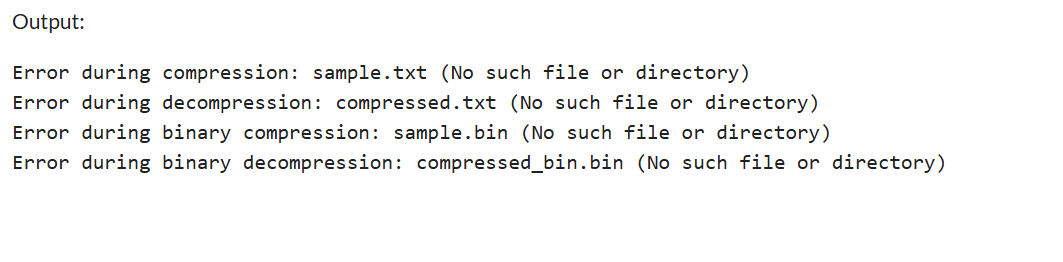 Output:
Error during compression: sample.txt (No such file or directory)
Error during decompression: compressed.txt (No such file or directory)
Error during binary compression: sample.bin (No such file or directory)
Error during binary decompression: compressed_bin.bin (No such file or directory)